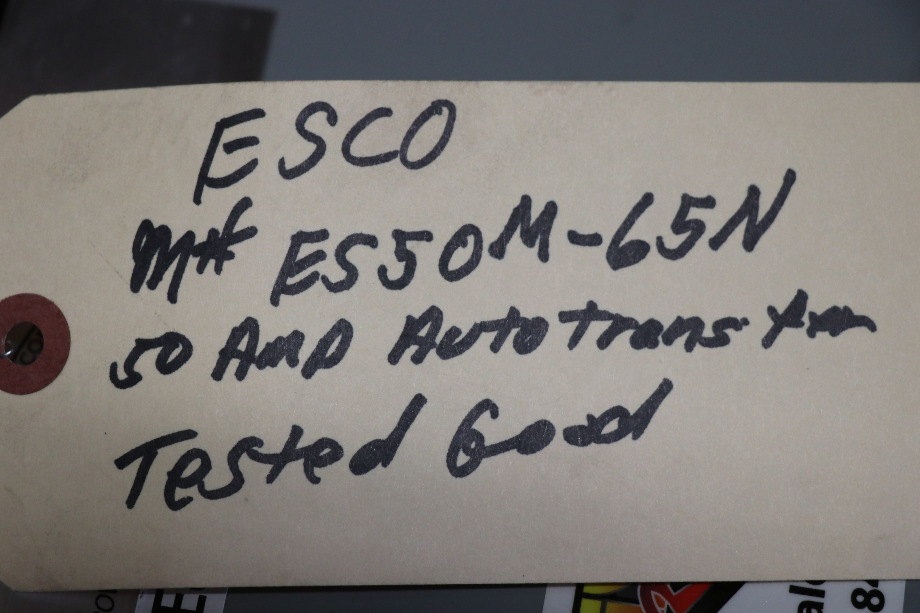 ESCO
M# ES50M-65N
50 Amp Autotrans
Tested Good